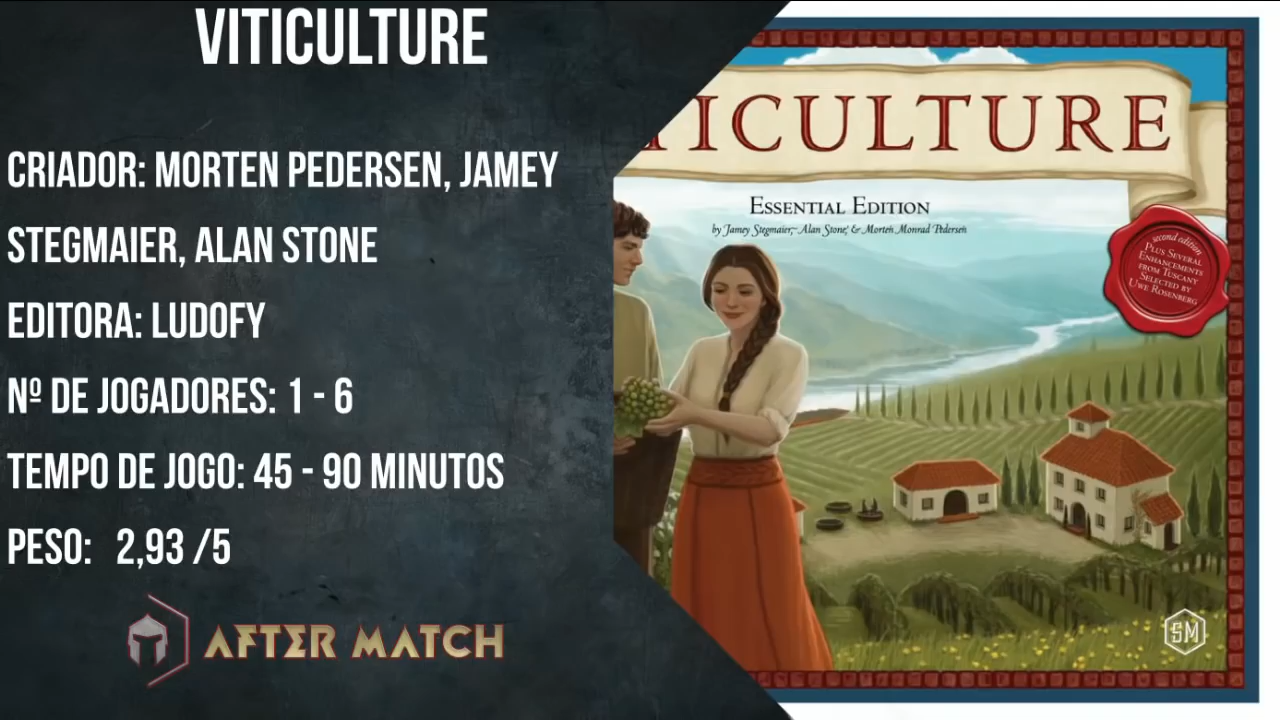 VITICULTURE
CRIADOR: MORTEN PEDERSEN, JAMEY
STEGMAIER, ALAN STONE
EDITORA: LUDOFY
Nº DE JOGADORES: 1 - 6
TEMPO DE JOGO: 45 - 90 MINUTOS
PESO: 2,93 /5
AFTER MATCH
TICULTURE
ESSENTIAL EDITION
by Jamey Stegmaier, Alan Stone, & Morten Monrad Pedersen
second edition
PLUS SEVERAL
ENHANCEMENTS
FROM TUSCANY
SELECTED BY
UWE ROSENBERG
SM